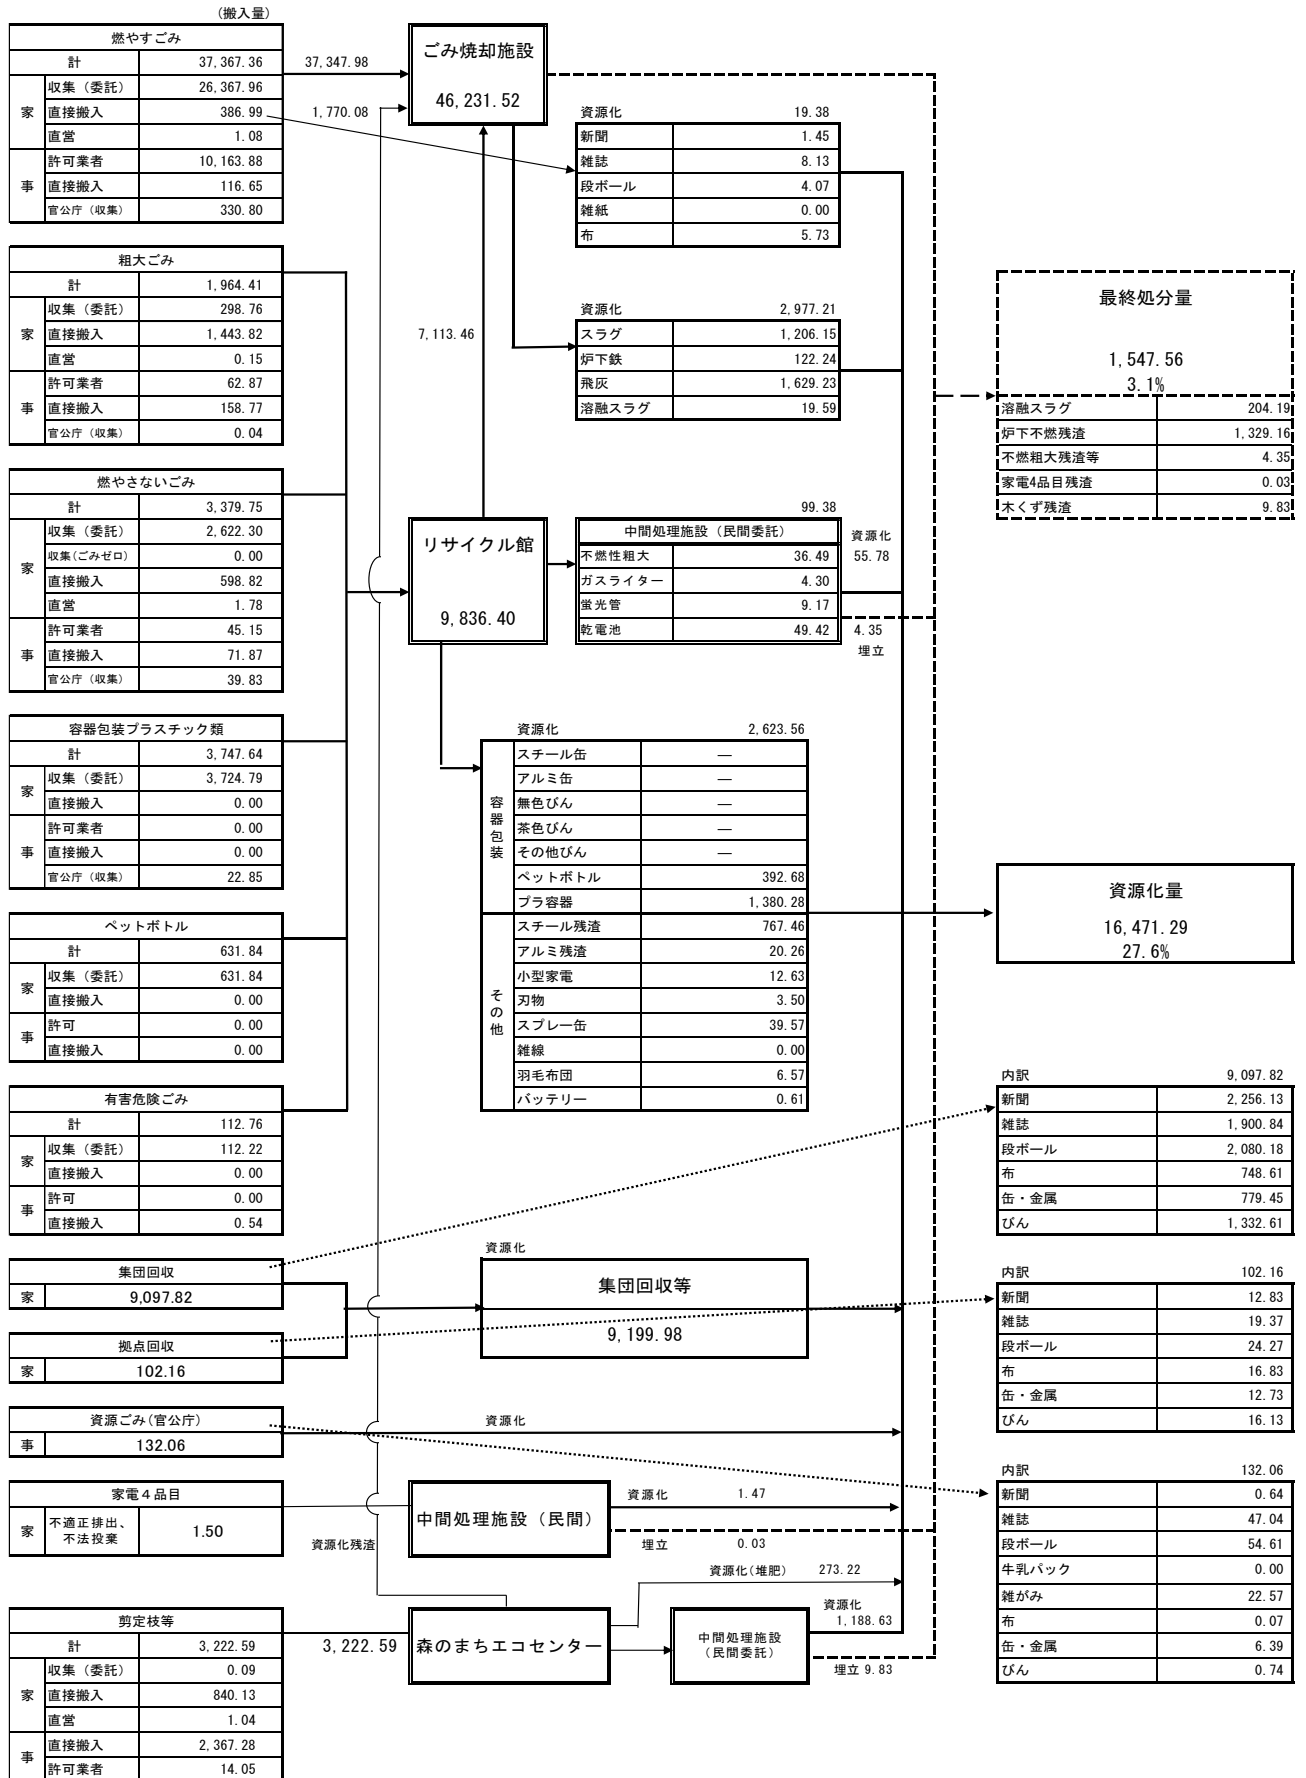 (搬入量)
燃やすごみ
計 37,367.36
家 収集（委託） 26,367.96
直接搬入 386.99
直営 1.08
事 許可業者 10,163.88
直接搬入 116.65
官公庁（収集） 330.80
37,347.98
1,770.08
ごみ焼却施設
46,231.52
資源化 19.38
新聞 1.45
雑誌 8.13
段ボール 4.07
雑紙 0.00
布 5.73
粗大ごみ
計 1,964.41
家 収集（委託） 298.76
直接搬入 1,443.82
直営 0.15
事 許可業者 62.87
直接搬入 158.77
官公庁（収集） 0.04
7,113.46
資源化 2,977.21
スラグ 1,206.15
炉下鉄 122.24
飛灰 1,629.23
溶融スラグ 19.59
最終処分量
1,547.56
3.1%
溶融スラグ 204.19
炉下不燃残渣 1,329.16
不燃粗大残渣等 4.35
家電4品目残渣 0.03
木くず残渣 9.83
燃やさないごみ
計 3,379.75
家 収集（委託） 2,622.30
収集(ごみゼロ) 0.00
直接搬入 598.82
直営 1.78
事 許可業者 45.15
直接搬入 71.87
官公庁（収集） 39.83
リサイクル館
9,836.40
99.38
中間処理施設（民間委託）
不燃性粗大 36.49
ガスライター 4.30
蛍光管 9.17
乾電池 49.42
資源化
55.78
4.35
埋立
容器包装プラスチック類
計 3,747.64
家 収集（委託） 3,724.79
直接搬入 0.00
事 許可業者 0.00
直接搬入 0.00
官公庁（収集） 22.85
資源化 2,623.56
容器包装 スチール缶 ―
アルミ缶 ―
無色びん ―
茶色びん ―
その他びん ―
ペットボトル 392.68
プラ容器 1,380.28
その他 スチール残渣 767.46
アルミ残渣 20.26
小型家電 12.63
刃物 3.50
スプレー缶 39.57
雑線 0.00
羽毛布団 6.57
バッテリー 0.61
資源化量
16,471.29
27.6%
ペットボトル
計 631.84
家 収集（委託） 631.84
直接搬入 0.00
事 許可 0.00
直接搬入 0.00
有害危険ごみ
計 112.76
家 収集（委託） 112.22
直接搬入 0.00
事 許可 0.00
直接搬入 0.54
内訳 9,097.82
新聞 2,256.13
雑誌 1,900.84
段ボール 2,080.18
布 748.61
缶・金属 779.45
びん 1,332.61
集団回収
家 9,097.82
拠点回収
家 102.16
資源化
集団回収等
9,199.98
内訳 102.16
新聞 12.83
雑誌 19.37
段ボール 24.27
布 16.83
缶・金属 12.73
びん 16.13
資源ごみ(官公庁)
事 132.06
資源化
家電４品目
家 不適正排出、
不法投棄 1.50
資源化残渣
中間処理施設（民間）
資源化 1.47
埋立 0.03
内訳 132.06
新聞 0.64
雑誌 47.04
段ボール 54.61
牛乳パック 0.00
雑がみ 22.57
布 0.07
缶・金属 6.39
びん 0.74
剪定枝等
計 3,222.59
家 収集（委託） 0.09
直接搬入 840.13
直営 1.04
事 直接搬入 2,367.28
許可業者 14.05
3,222.59
森のまちエコセンター
資源化(堆肥) 273.22
中間処理施設
（民間委託）
資源化
1,188.63
埋立 9.83